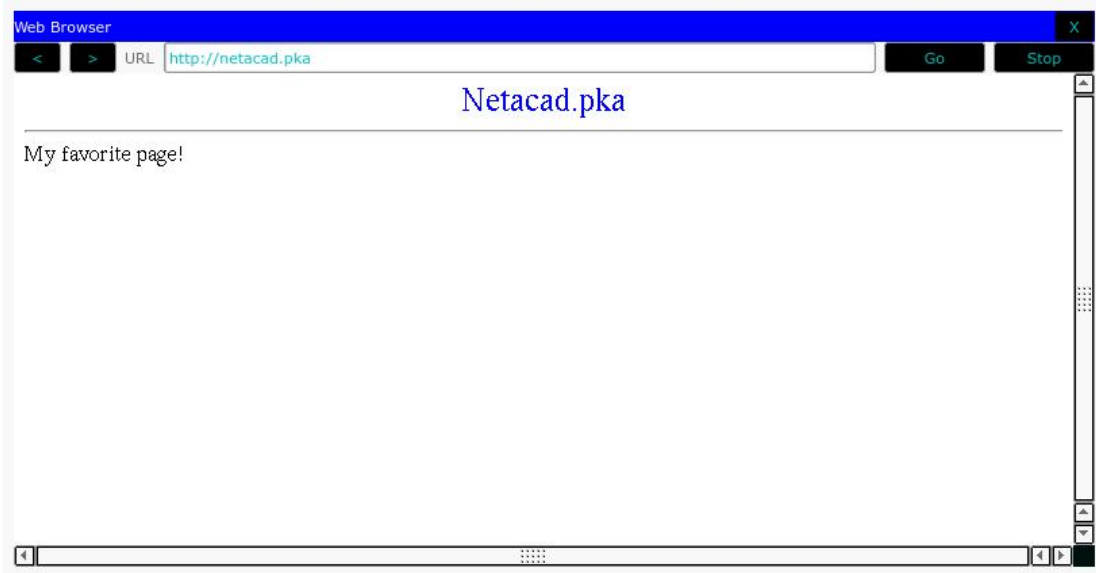 Web Browser X
< > URL http://netacad.pka Go Stop
Netacad.pka
My favorite page!